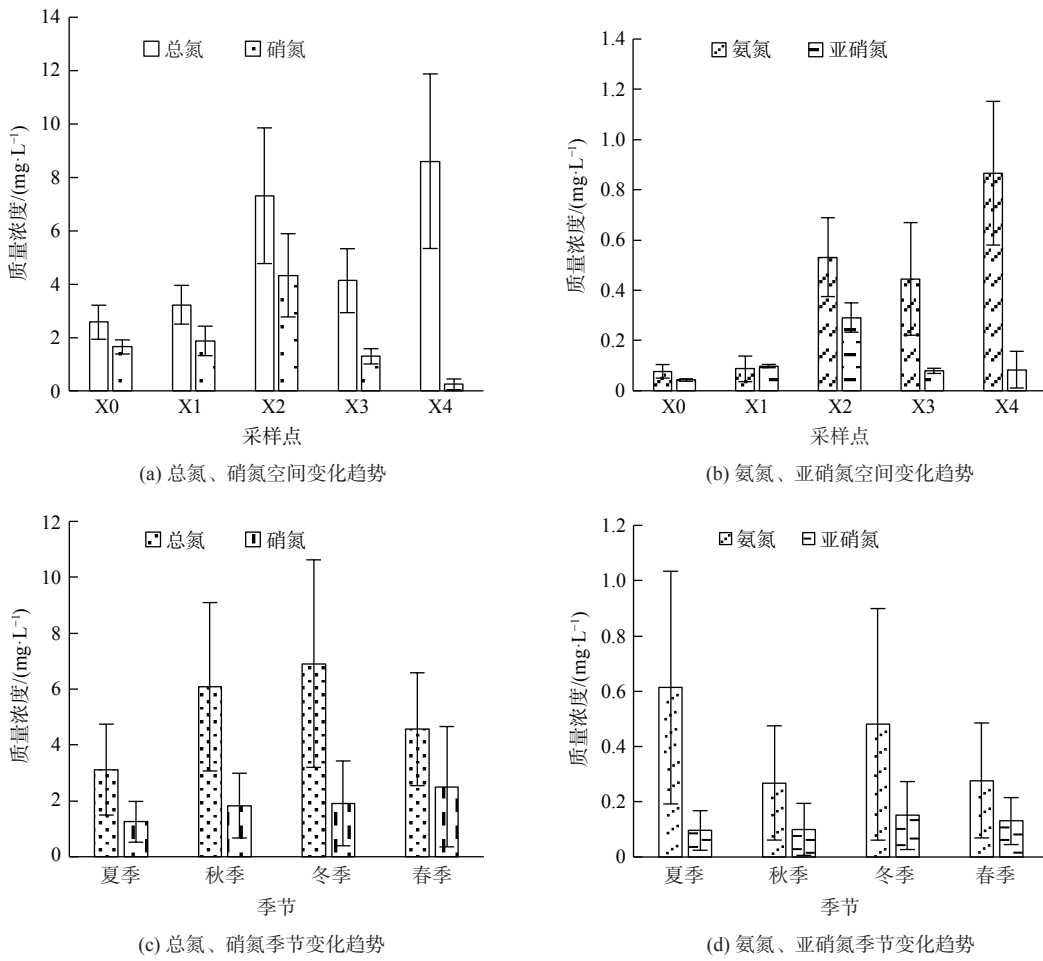 14
12
10
8
6
4
2
0
总氮 硝氮
质量浓度/(mg·L⁻¹)
X0 X1 X2 X3 X4
采样点
(a) 总氮、硝氮空间变化趋势
1.4
1.2
1.0
0.8
0.6
0.4
0.2
0
氨氮 亚硝氮
质量浓度/(mg·L⁻¹)
X0 X1 X2 X3 X4
采样点
(b) 氨氮、亚硝氮空间变化趋势
12
10
8
6
4
2
0
总氮 硝氮
质量浓度/(mg·L⁻¹)
夏季 秋季 冬季 春季
季节
(c) 总氮、硝氮季节变化趋势
1.2
1.0
0.8
0.6
0.4
0.2
0
氨氮 亚硝氮
质量浓度/(mg·L⁻¹)
夏季 秋季 冬季 春季
季节
(d) 氨氮、亚硝氮季节变化趋势